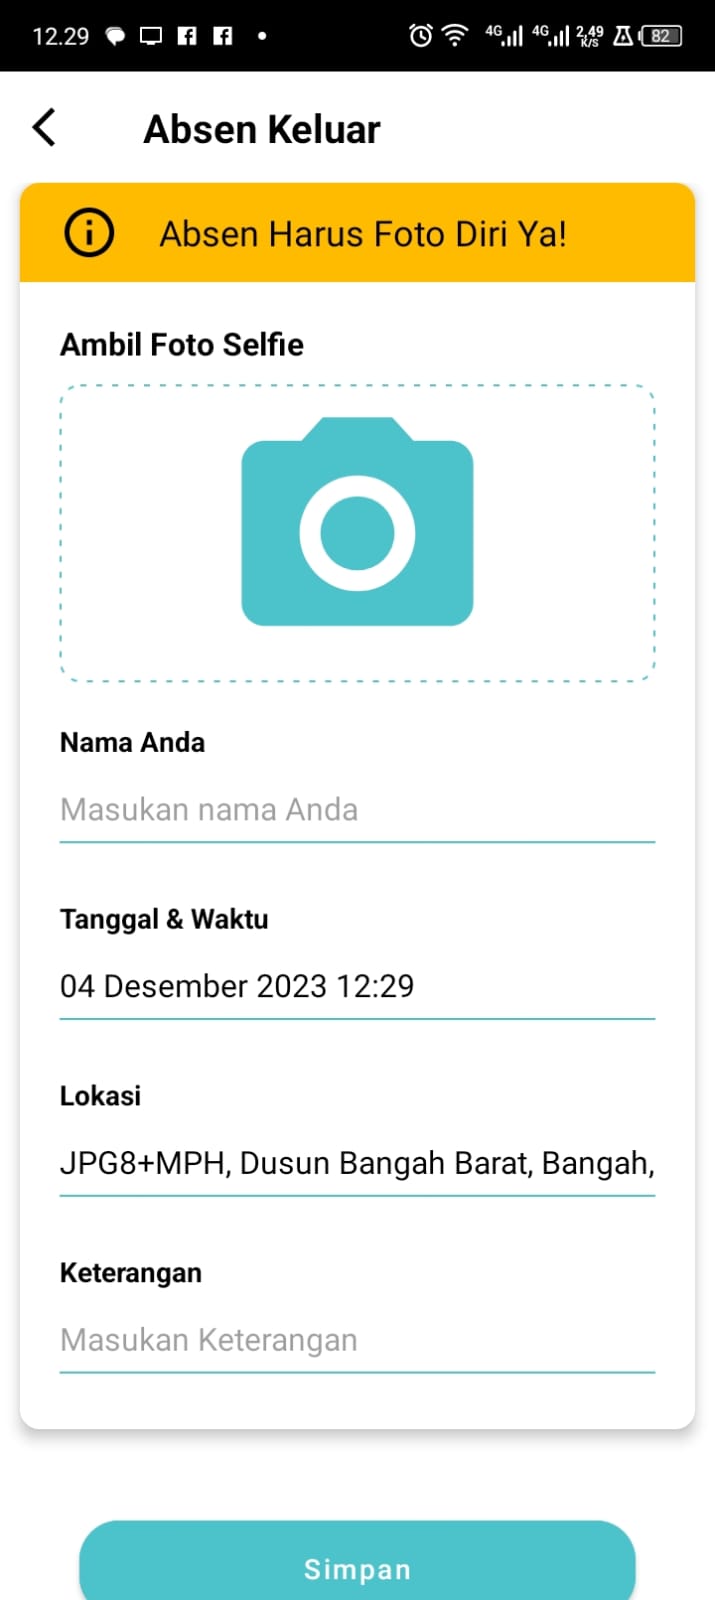 12.29
4G 4G 2,49 K/S 82
Absen Keluar
Absen Harus Foto Diri Ya!
Ambil Foto Selfie
Nama Anda
Masukan nama Anda
Tanggal & Waktu
04 Desember 2023 12:29
Lokasi
JPG8+MPH, Dusun Bangah Barat, Bangah,
Keterangan
Masukan Keterangan
Simpan